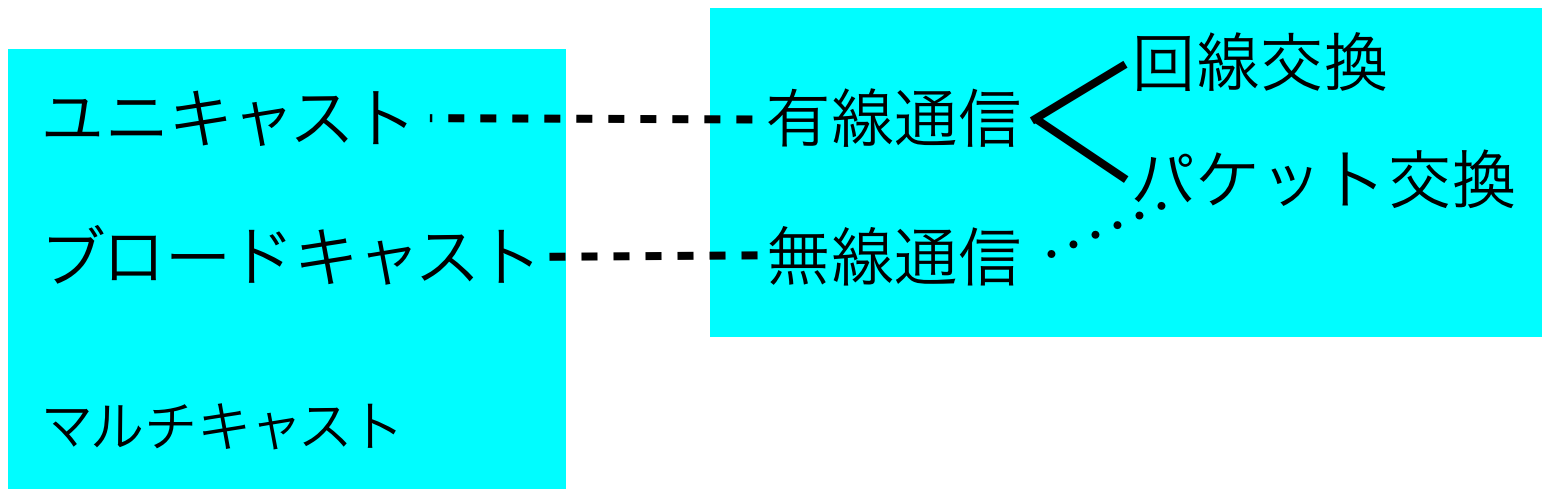 ユニキャスト
ブロードキャスト
マルチキャスト
有線通信
無線通信
回線交換
パケット交換